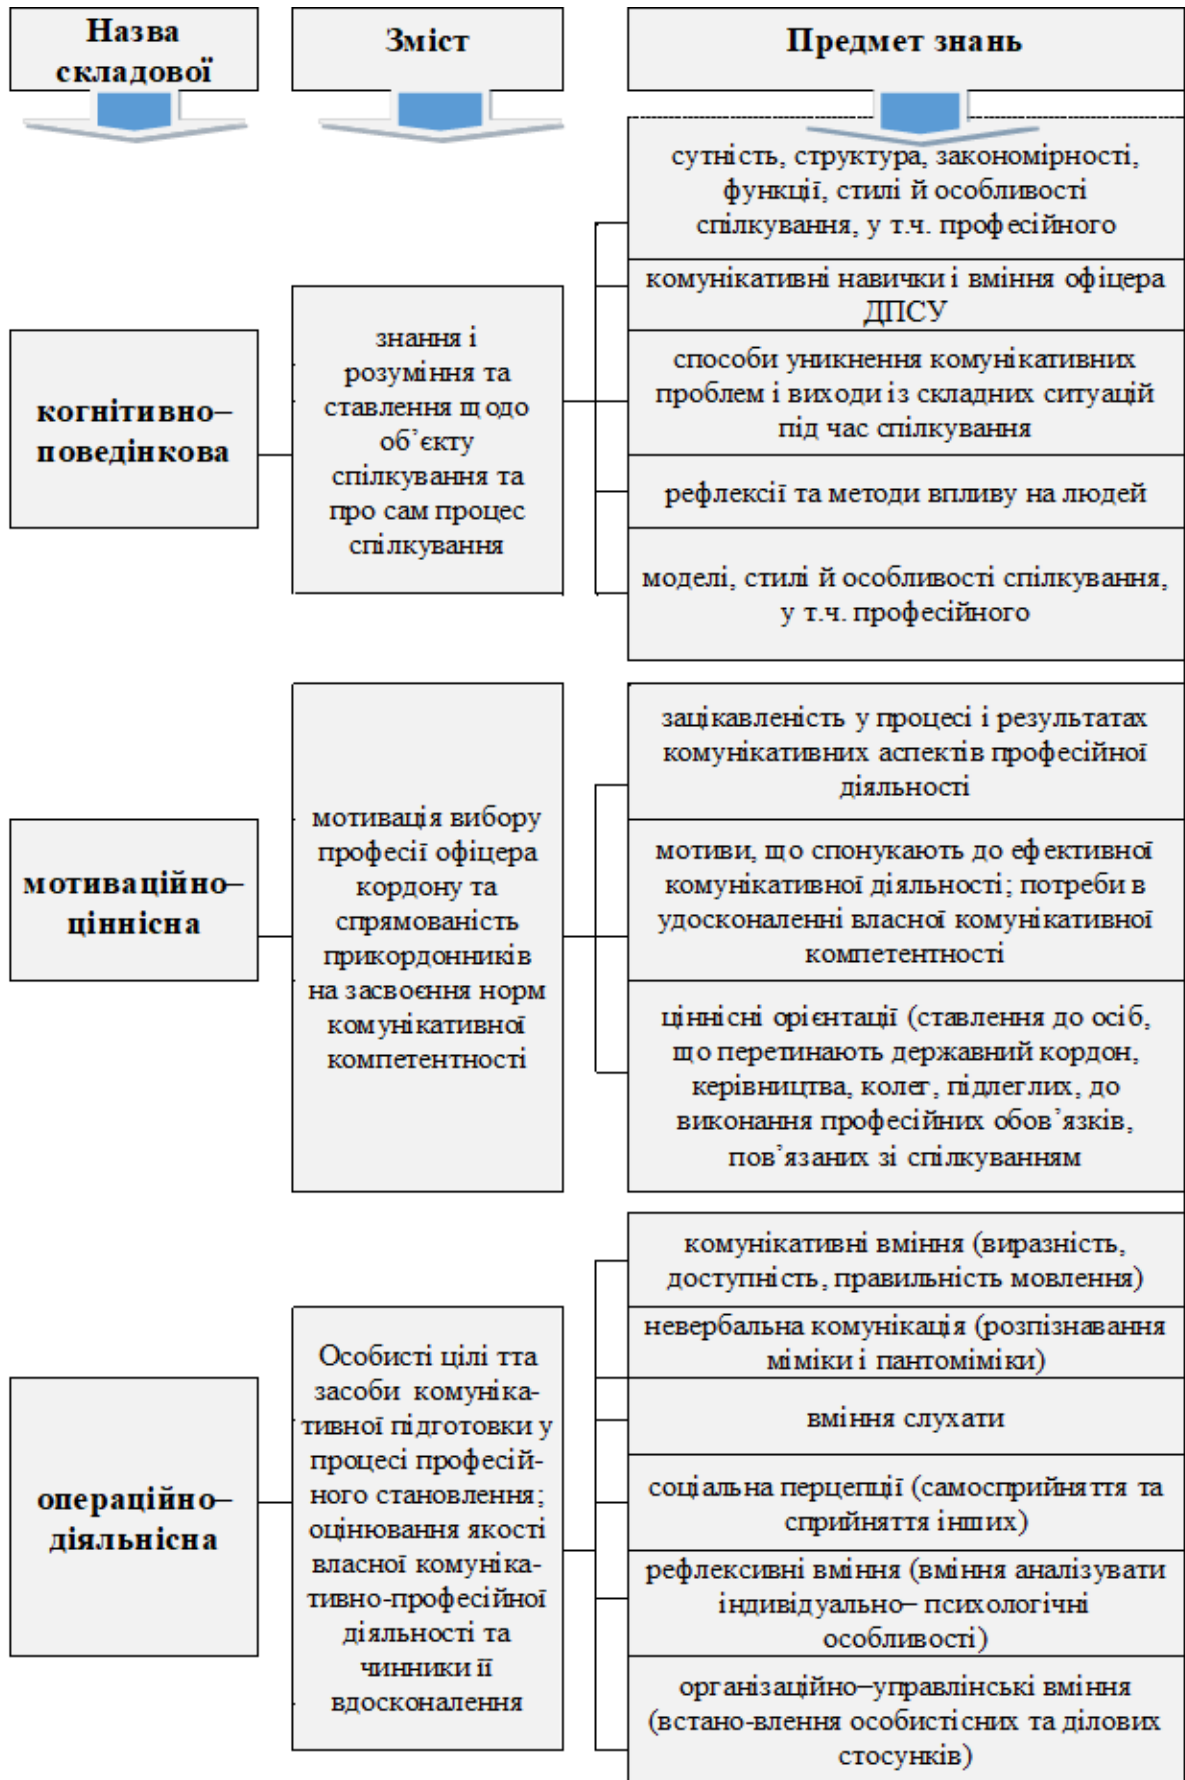 Назва
складової
Зміст
Предмет знань
когнітивно–
поведінкова
знання і
розуміння та
ставлення щодо
об’єкту
спілкування та
про сам процес
спілкування
сутність, структура, закономірності,
функції, стилі й особливості
спілкування, у т.ч. професійного
комунікативні навички і вміння офіцера
ДПСУ
способи уникнення комунікативних
проблем і виходи із складних ситуацій
під час спілкування
рефлексії та методи впливу на людей
моделі, стилі й особливості спілкування,
у т.ч. професійного
мотиваційно–
ціннісна
мотивація вибору
професії офіцера
кордону та
спрямованість
прикордонників
на засвоєння норм
комунікативної
компетентності
зацікавленість у процесі і результатах
комунікативних аспектів професійної
діяльності
мотиви, що спонукають до ефективної
комунікативної діяльності; потреби в
удосконаленні власної комунікативної
компетентності
ціннісні орієнтації (ставлення до осіб,
що перетинають державний кордон,
керівництва, колег, підлеглих, до
виконання професійних обов’язків,
пов’язаних зі спілкуванням
операційно–
діяльнісна
Особисті цілі тта
засоби комуніка-
тивної підготовки у
процесі професій-
ного становлення;
оцінювання якості
власної комуніка-
тивно-професійної
діяльності та
чинники її
вдосконалення
комунікативні вміння (виразність,
доступність, правильність мовлення)
невербальна комунікація (розпізнавання
міміки і пантоміміки)
вміння слухати
соціальна перцепції (самосприйняття та
сприйняття інших)
рефлексивні вміння (вміння аналізувати
індивідуально– психологічні
особливості)
організаційно–управлінські вміння
(встано-влення особистісних та ділових
стосунків)